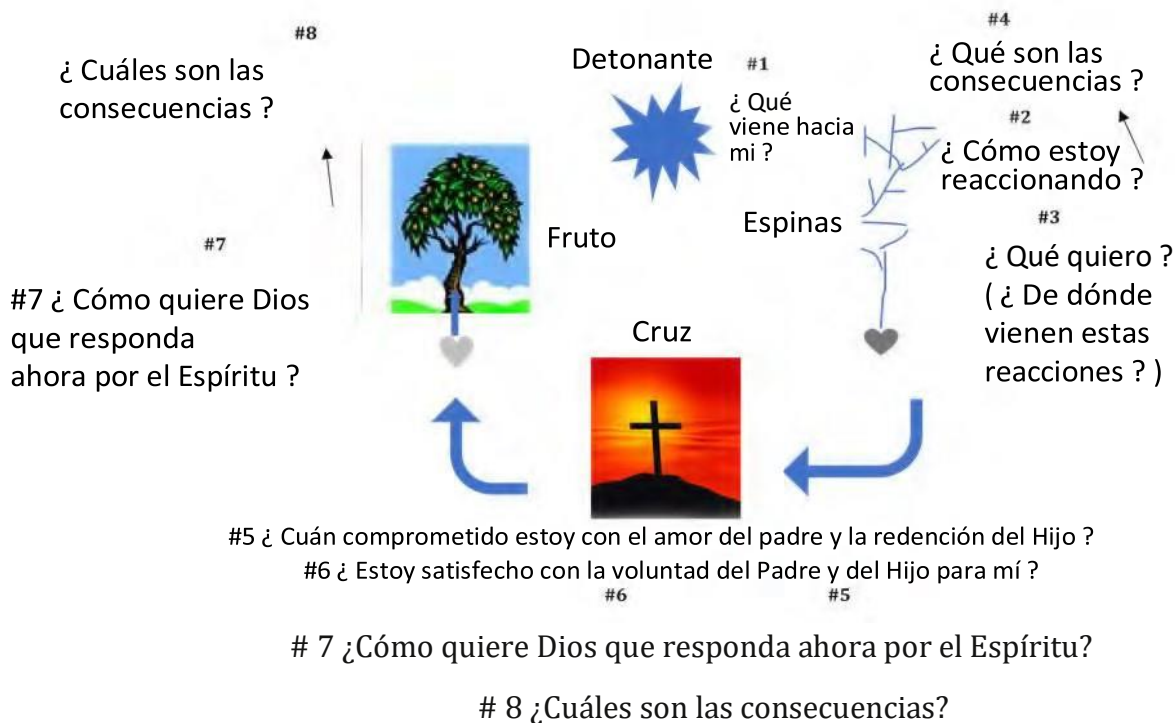 #8
¿ Cuáles son las
consecuencias ?
Detonante
#1
¿ Qué
viene hacia
mi ?
#4
¿ Qué son las
consecuencias ?
#2
¿ Cómo estoy
reaccionando ?
Espinas
#3
¿ Qué quiero ?
( ¿ De dónde
vienen estas
reacciones ? )
Fruto
#7
#7 ¿ Cómo quiere Dios
que responda
ahora por el Espíritu ?
Cruz
#5 ¿ Cuán comprometido estoy con el amor del padre y la redención del Hijo ?
#6 ¿ Estoy satisfecho con la voluntad del Padre y del Hijo para mí ?
#6
#5
# 7 ¿Cómo quiere Dios que responda ahora por el Espíritu?
# 8 ¿Cuáles son las consecuencias?